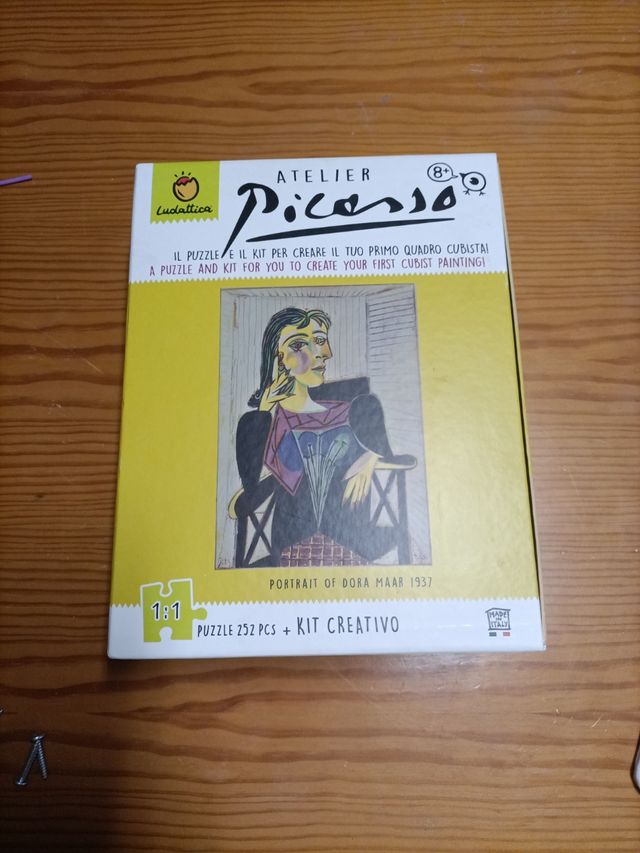 Ludattica
ATELIER
8+
Picasso
IL PUZZLE E IL KIT PER CREARE IL TUO PRIMO QUADRO CUBISTA!
A PUZZLE AND KIT FOR YOU TO CREATE YOUR FIRST CUBIST PAINTING!
PORTRAIT OF DORA MAAR 1937
1:1
PUZZLE 252 PCS + KIT CREATIVO
MADE
IN
ITALY